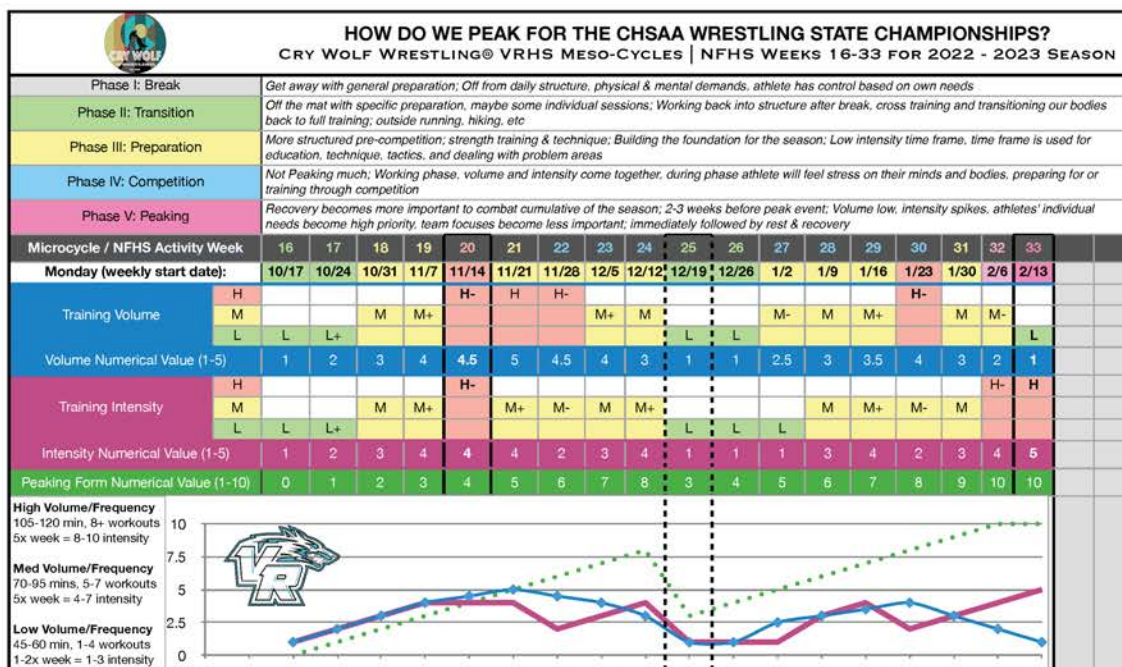 CRY WOLF
HOW DO WE PEAK FOR THE CHSAA WRESTLING STATE CHAMPIONSHIPS?
CRY WOLF WRESTLING® VRHS MESO-CYCLES | NFHS WEEKS 16-33 FOR 2022 - 2023 SEASON
Phase I: Break
Get away with general preparation; Off from daily structure, physical & mental demands, athlete has control based on own needs
Phase II: Transition
Off the mat with specific preparation, maybe some individual sessions; Working back into structure after break, cross training and transitioning our bodies
back to full training; outside running, hiking, etc
Phase III: Preparation
More structured pre-competition; strength training & technique; Building the foundation for the season; Low intensity time frame, time frame is used for
education, technique, tactics, and dealing with problem areas
Phase IV: Competition
Not Peaking much; Working phase, volume and intensity come together, during phase athlete will feel stress on their minds and bodies, preparing for or
training through competition
Phase V: Peaking
Recovery becomes more important to combat cumulative of the season; 2-3 weeks before peak event; Volume low, intensity spikes, athletes' individual
needs become high priority, team focuses become less important; immediately followed by rest & recovery
Microcycle / NFHS Activity Week 16 17 18 19 20 21 22 23 24 25 26 27 28 29 30 31 32 33
Monday (weekly start date): 10/17 10/24 10/31 11/7 11/14 11/21 11/28 12/5 12/12 12/19 12/26 1/2 1/9 1/16 1/23 1/30 2/6 2/13
H H- H H- H-
Training Volume M M M+ M+ M M- M M+ M M-
L L L+ L L L
Volume Numerical Value (1-5) 1 2 3 4 4.5 5 4.5 4 3 1 1 2.5 3 3.5 4 3 2 1
H H- H- H
Training Intensity M M M+ M+ M- M M+ M M+ M- M
L L L+ L L L
Intensity Numerical Value (1-5) 1 2 3 4 4 4 2 3 4 1 1 1 3 4 2 3 4 5
Peaking Form Numerical Value (1-10) 0 1 2 3 4 5 6 7 8 3 4 5 6 7 8 9 10 10
High Volume/Frequency
105-120 min, 8+ workouts
5x week = 8-10 intensity
Med Volume/Frequency
70-95 mins, 5-7 workouts
5x week = 4-7 intensity
Low Volume/Frequency
45-60 min, 1-4 workouts
1-2x week = 1-3 intensity
10
7.5
5
2.5
0
VR